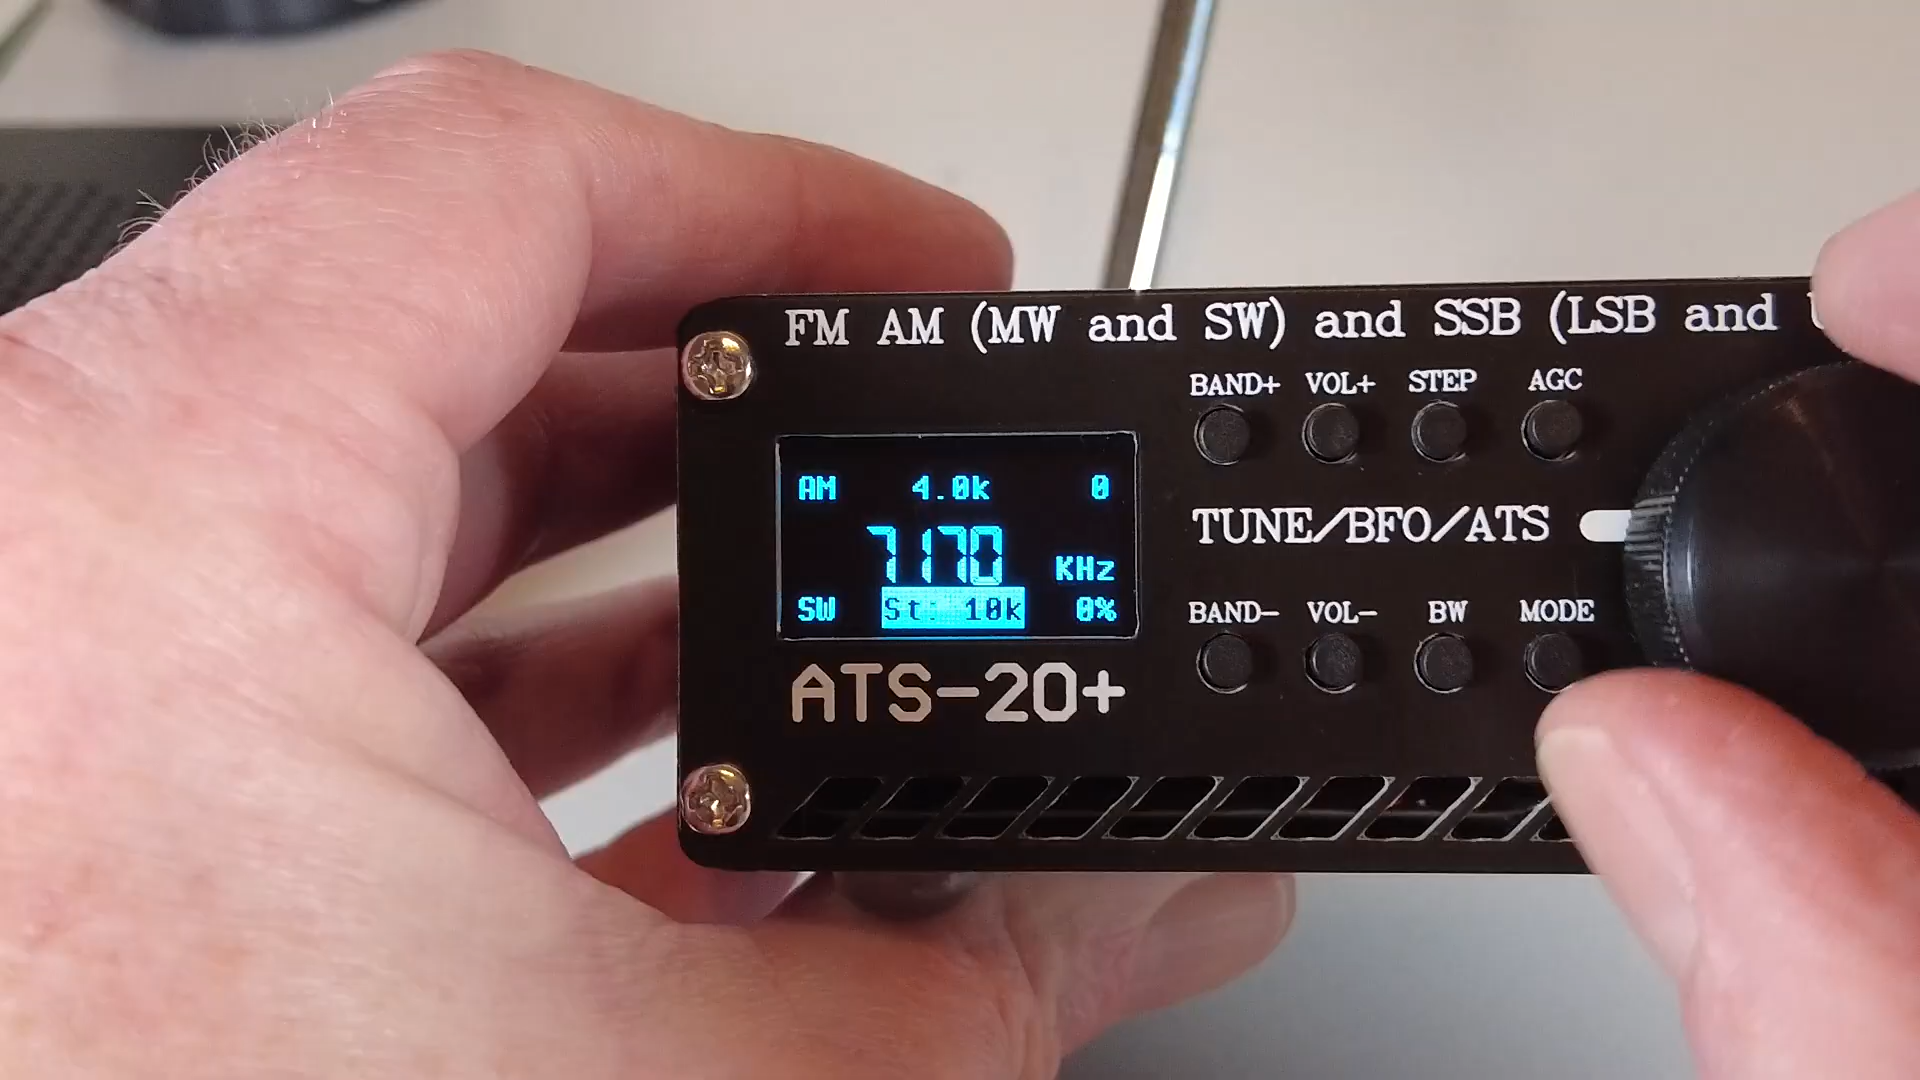 FM AM (MW and SW) and SSB (LSB and
BAND+ VOL+ STEP AGC
AM 4.0k 0
7170 KHz
SW St: 10k 0%
TUNE/BFO/ATS
BAND- VOL- BW MODE
ATS-20+